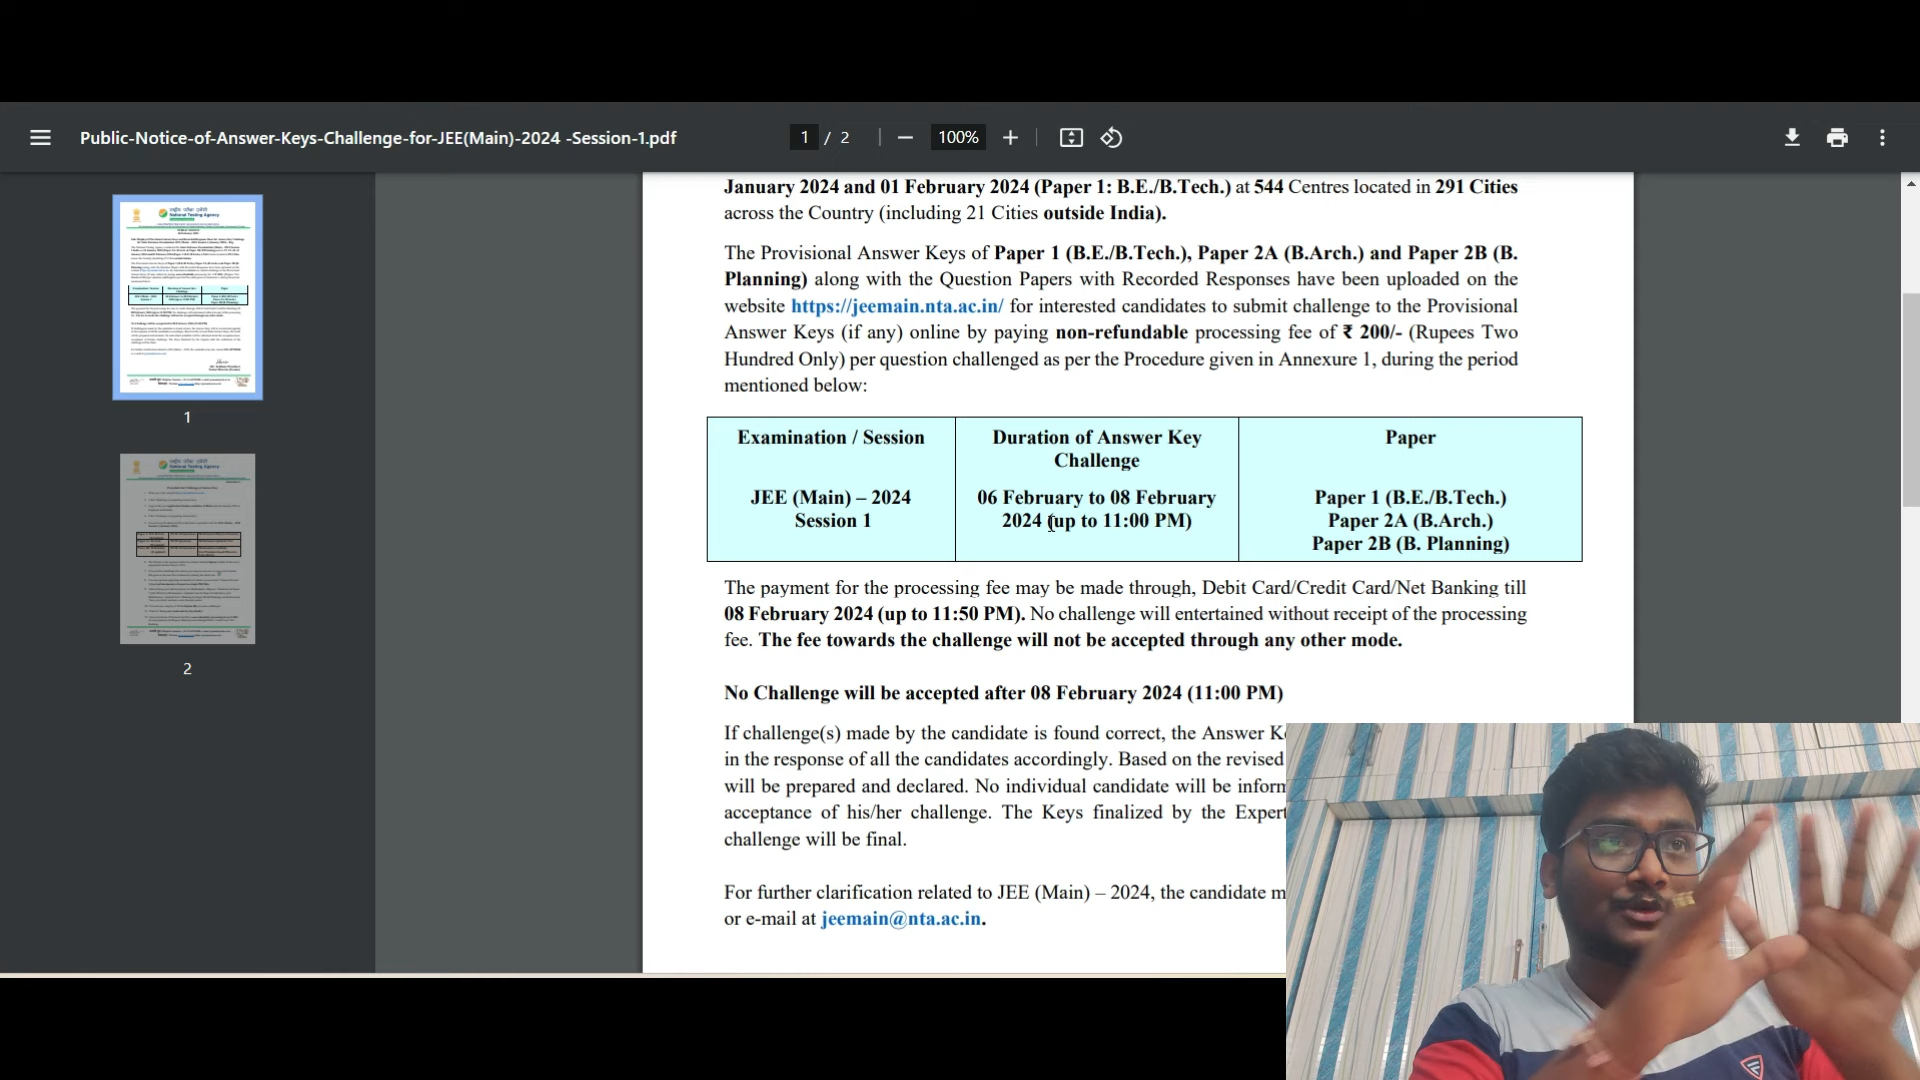 Public-Notice-of-Answer-Keys-Challenge-for-JEE(Main)-2024 -Session-1.pdf
1 / 2
100%
January 2024 and 01 February 2024 (Paper 1: B.E./B.Tech.) at 544 Centres located in 291 Cities
across the Country (including 21 Cities outside India).
The Provisional Answer Keys of Paper 1 (B.E./B.Tech.), Paper 2A (B.Arch.) and Paper 2B (B.
Planning) along with the Question Papers with Recorded Responses have been uploaded on the
website https://jeemain.nta.ac.in/ for interested candidates to submit challenge to the Provisional
Answer Keys (if any) online by paying non-refundable processing fee of ₹ 200/- (Rupees Two
Hundred Only) per question challenged as per the Procedure given in Annexure 1, during the period
mentioned below:
Examination / Session
Duration of Answer Key
Challenge
Paper
JEE (Main) – 2024
Session 1
06 February to 08 February
2024 (up to 11:00 PM)
Paper 1 (B.E./B.Tech.)
Paper 2A (B.Arch.)
Paper 2B (B. Planning)
The payment for the processing fee may be made through, Debit Card/Credit Card/Net Banking till
08 February 2024 (up to 11:50 PM). No challenge will entertained without receipt of the processing
fee. The fee towards the challenge will not be accepted through any other mode.
No Challenge will be accepted after 08 February 2024 (11:00 PM)
If challenge(s) made by the candidate is found correct, the Answer
in the response of all the candidates accordingly. Based on the revised
will be prepared and declared. No individual candidate will be
acceptance of his/her challenge. The Keys finalized by the
challenge will be final.
For further clarification related to JEE (Main) – 2024, the candidate
or e-mail at jeemain@nta.ac.in.
National Testing Agency
1
National Testing Agency
2